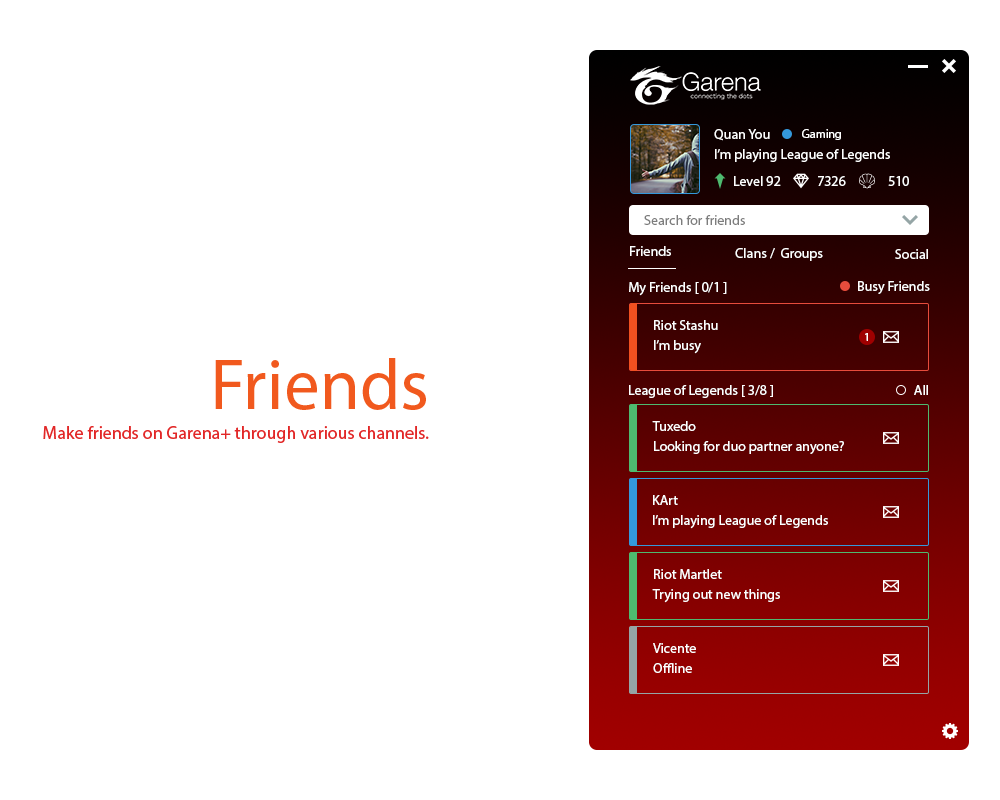 Friends
Make friends on Garena+ through various channels.
Garena
connecting the dots
Quan You Gaming
I'm playing League of Legends
Level 92 7326 510
Search for friends
Friends Clans / Groups Social
My Friends [ 0/1 ] Busy Friends
Riot Stashu
I'm busy
1
League of Legends [ 3/8 ] All
Tuxedo
Looking for duo partner anyone?
KArt
I'm playing League of Legends
Riot Martlet
Trying out new things
Vicente
Offline